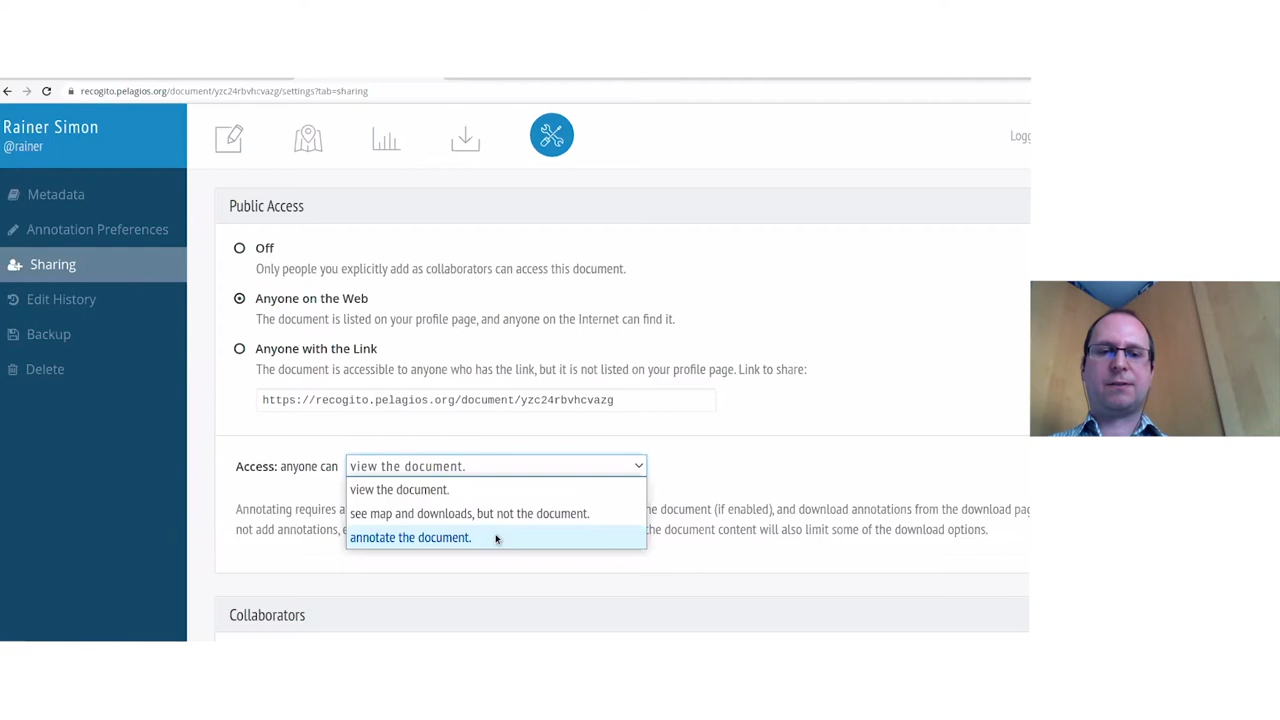 recogito.pelagios.org/document/yzc24rbvhcvazg/settings?tab=sharing
Rainer Simon
@rainer
Metadata
Annotation Preferences
Sharing
Edit History
Backup
Delete
Logg
Public Access
Off
Only people you explicitly add as collaborators can access this document.
Anyone on the Web
The document is listed on your profile page, and anyone on the Internet can find it.
Anyone with the Link
The document is accessible to anyone who has the link, but it is not listed on your profile page. Link to share:
https://recogito.pelagios.org/document/yzc24rbvhcvazg
Access: anyone can view the document.
view the document.
see map and downloads, but not the document.
annotate the document.
Annotating requires a he document (if enabled), and download annotations from the download pag
not add annotations, e the document content will also limit some of the download options.
Collaborators